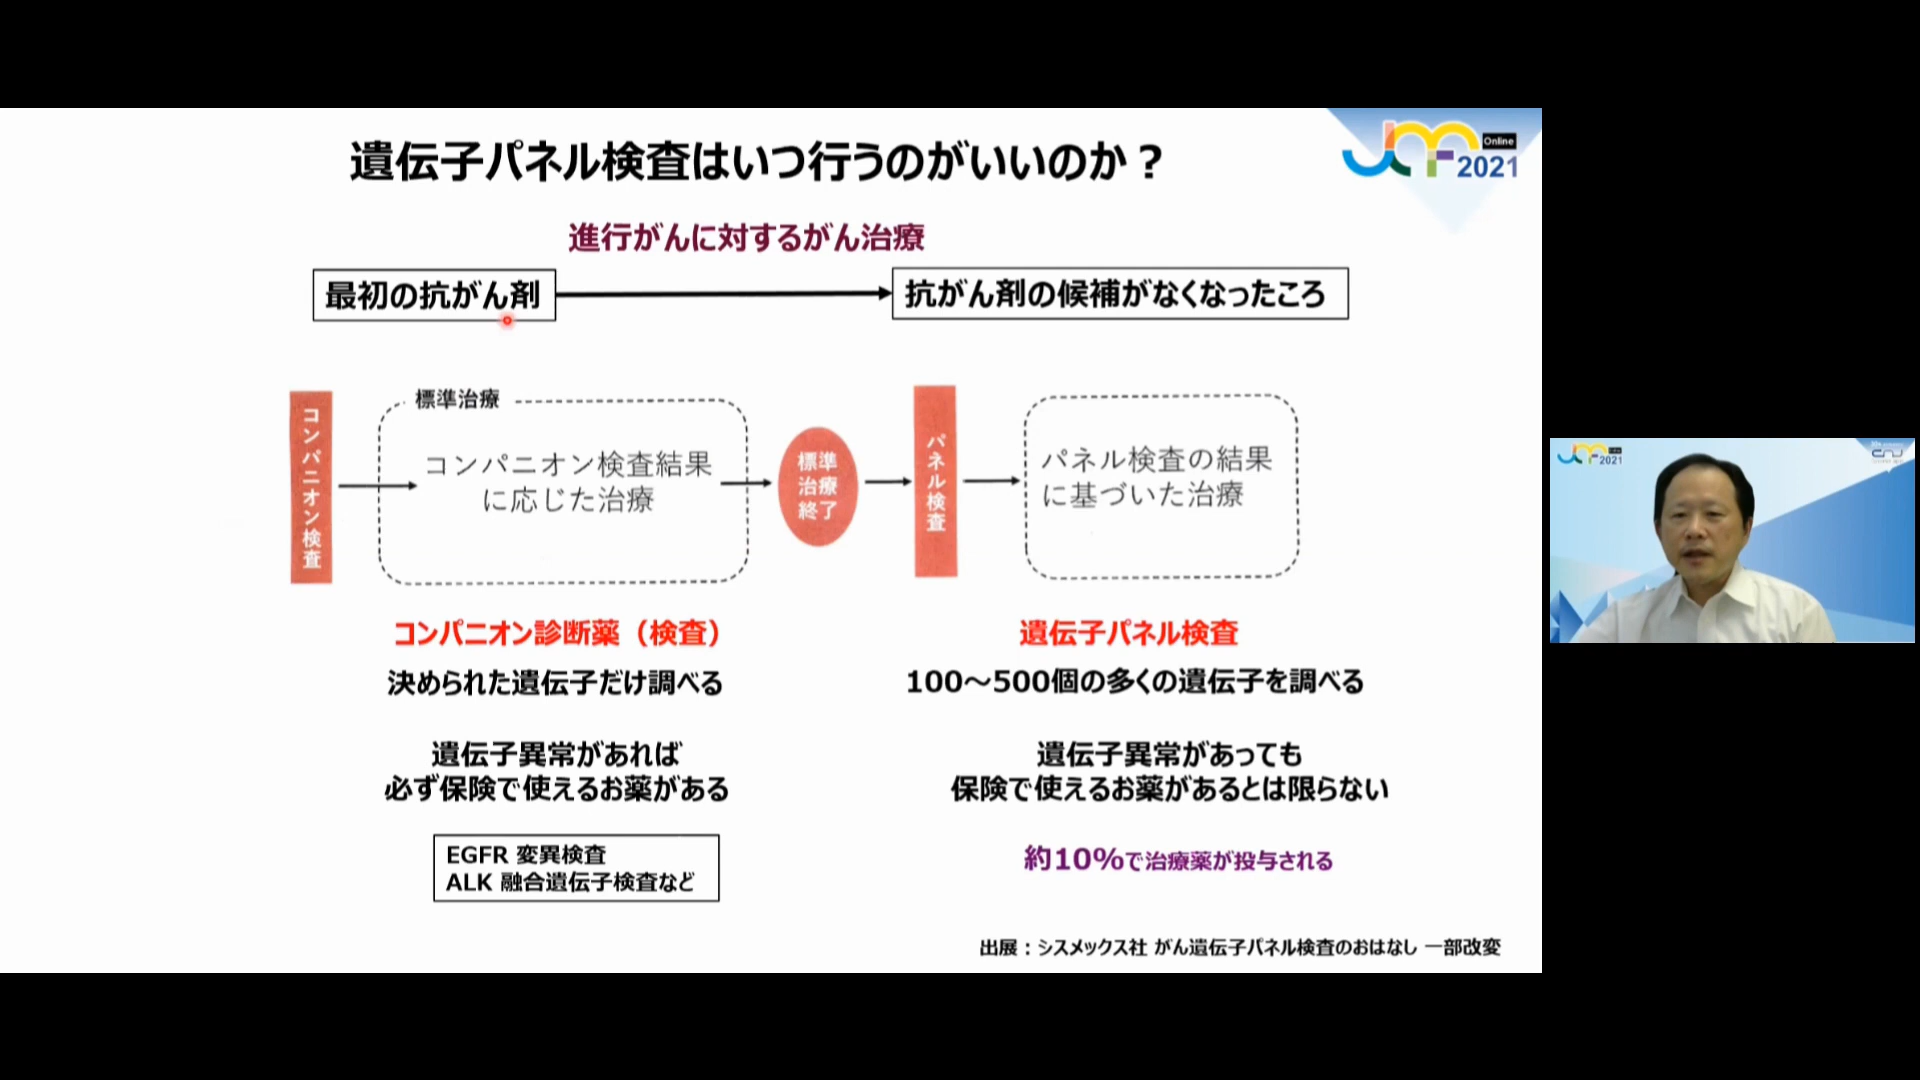 遺伝子パネル検査はいつ行うのがいいのか？
Online
2021
進行がんに対するがん治療
最初の抗がん剤
抗がん剤の候補がなくなったころ
コンパニオン検査
標準治療
コンパニオン検査結果
に応じた治療
標準
治療
終了
パネル検査
パネル検査の結果
に基づいた治療
コンパニオン診断薬（検査）
決められた遺伝子だけ調べる
遺伝子異常があれば
必ず保険で使えるお薬がある
EGFR 変異検査
ALK 融合遺伝子検査など
遺伝子パネル検査
100～500個の多くの遺伝子を調べる
遺伝子異常があっても
保険で使えるお薬があるとは限らない
約10%で治療薬が投与される
出展：シスメックス社 がん遺伝子パネル検査のおはなし 一部改変
2021